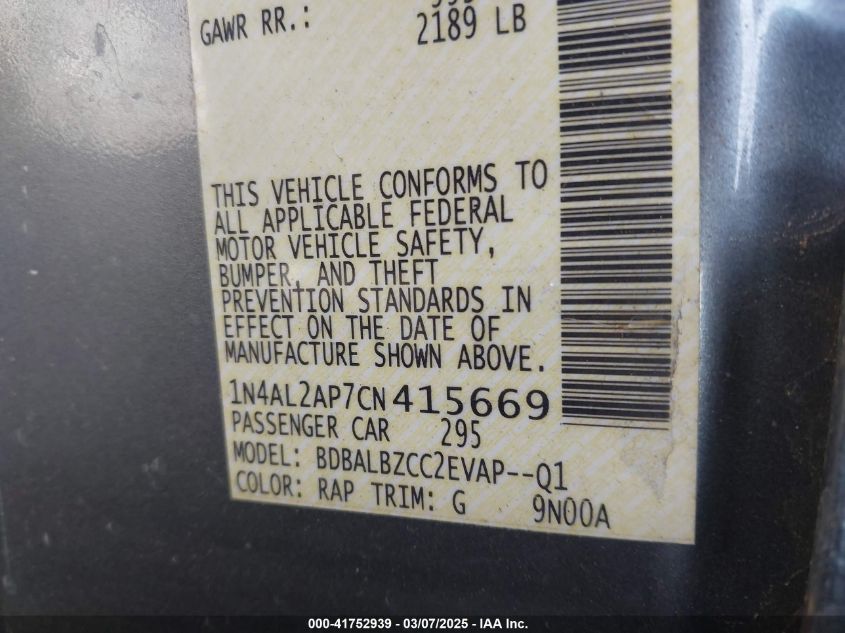 GAWR RR.:
2189 LB
THIS VEHICLE CONFORMS TO
ALL APPLICABLE FEDERAL
MOTOR VEHICLE SAFETY,
BUMPER, AND THEFT
PREVENTION STANDARDS IN
EFFECT ON THE DATE OF
MANUFACTURE SHOWN ABOVE.
1N4AL2AP7CN415669
PASSENGER CAR 295
MODEL: BDBALBZCC2EVAP--Q1
COLOR: RAP TRIM: G 9N00A
000-41752939 - 03/07/2025 - IAA Inc.